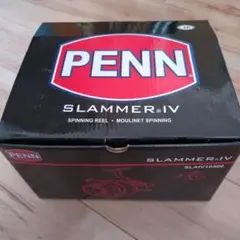 PENN
SLAMMER IV
SPINNING REEL • MOULINET SPINNING
PENN
SLAMMER IV